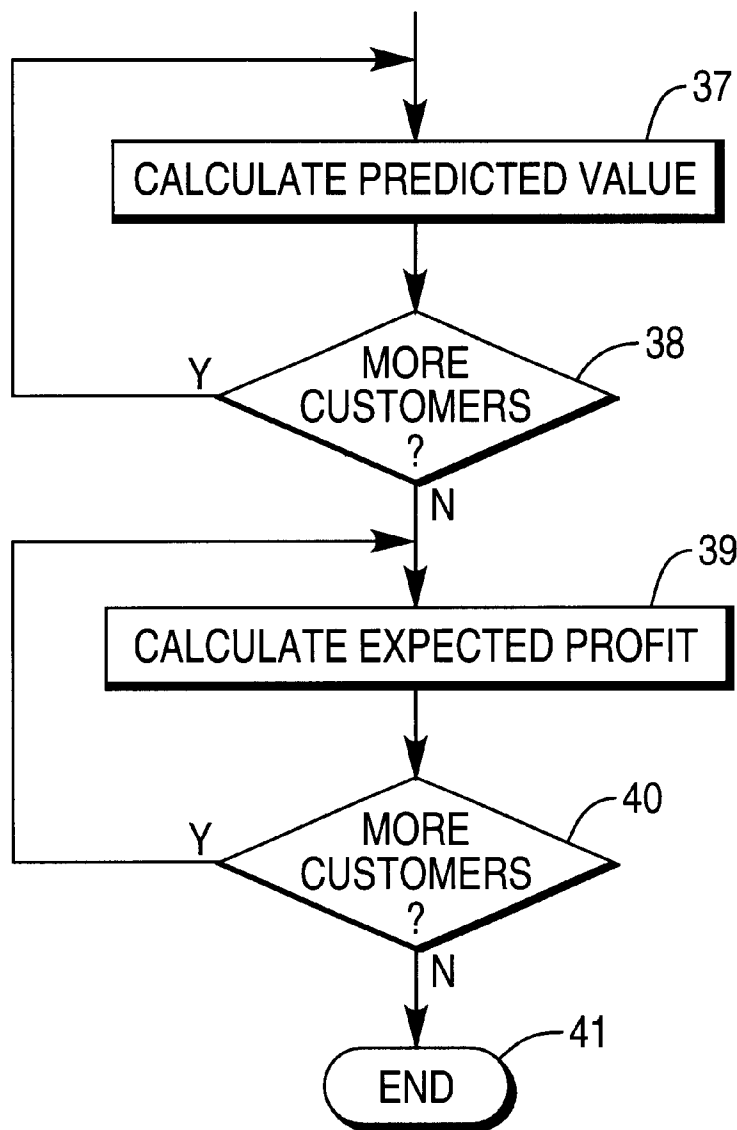 37
CALCULATE PREDICTED VALUE
38
MORE
CUSTOMERS
?
Y
N
39
CALCULATE EXPECTED PROFIT
40
MORE
CUSTOMERS
?
Y
N
41
END